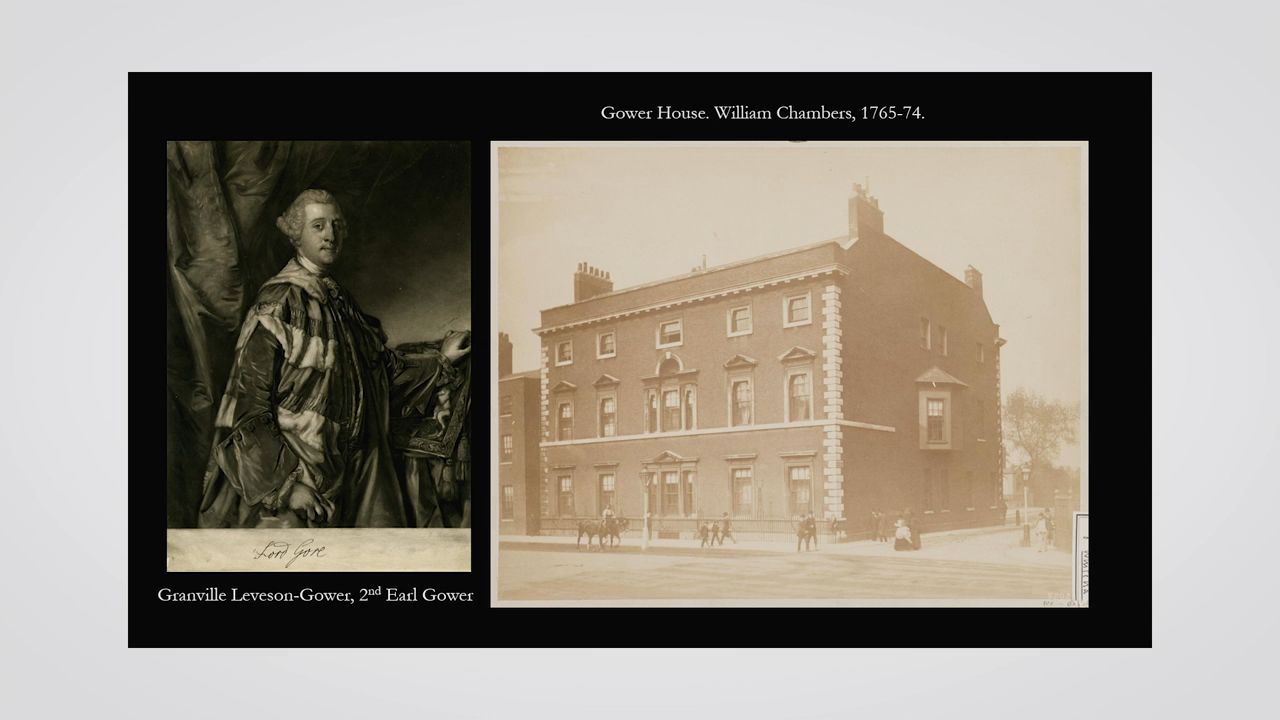 Gower House. William Chambers, 1765-74.
Lord Gore
Granville Leveson-Gower, 2nd Earl Gower